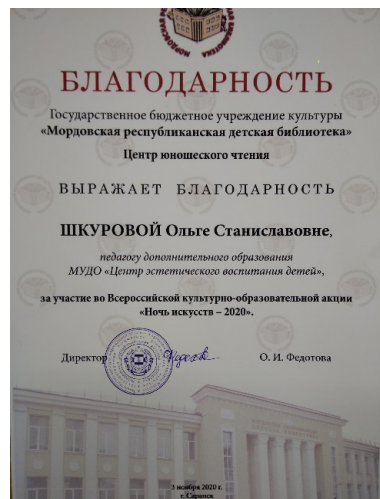 БЛАГОДАРНОСТЬ
Государственное бюджетное учреждение культуры
«Мордовская республиканская детская библиотека»
Центр юношеского чтения
ВЫРАЖАЕТ БЛАГОДАРНОСТЬ
ШКУРОВОЙ Ольге Станиславовне,
педагогу дополнительного образования
МУДО «Центр эстетического воспитания детей»,
за участие во Всероссийской культурно-образовательной акции
«Ночь искусств – 2020».
Директор
О. И. Федотова
3 ноября 2020 г.
г. Саранск